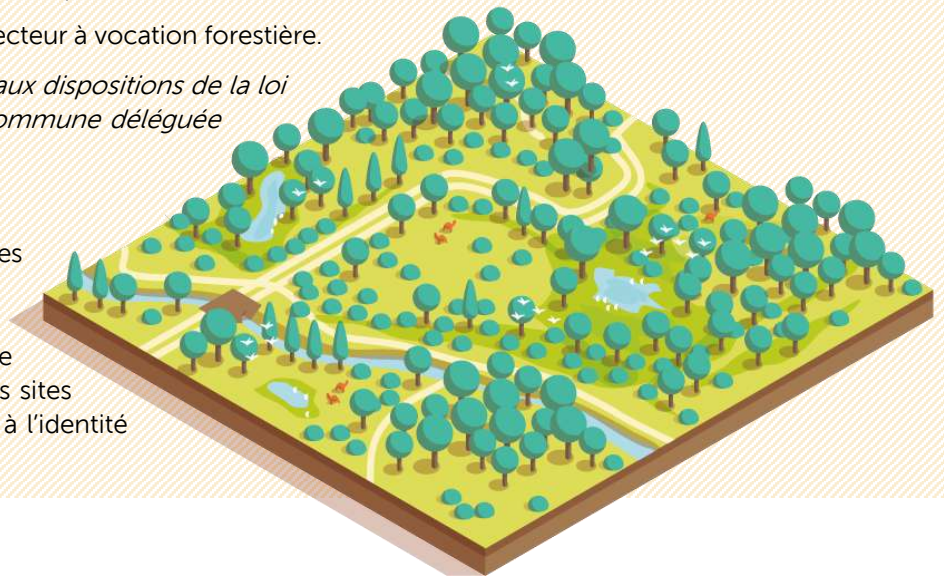 ecteur à vocation forestière.
aux dispositions de la loi
ommune déléguée
es
e
s sites
à l'identité